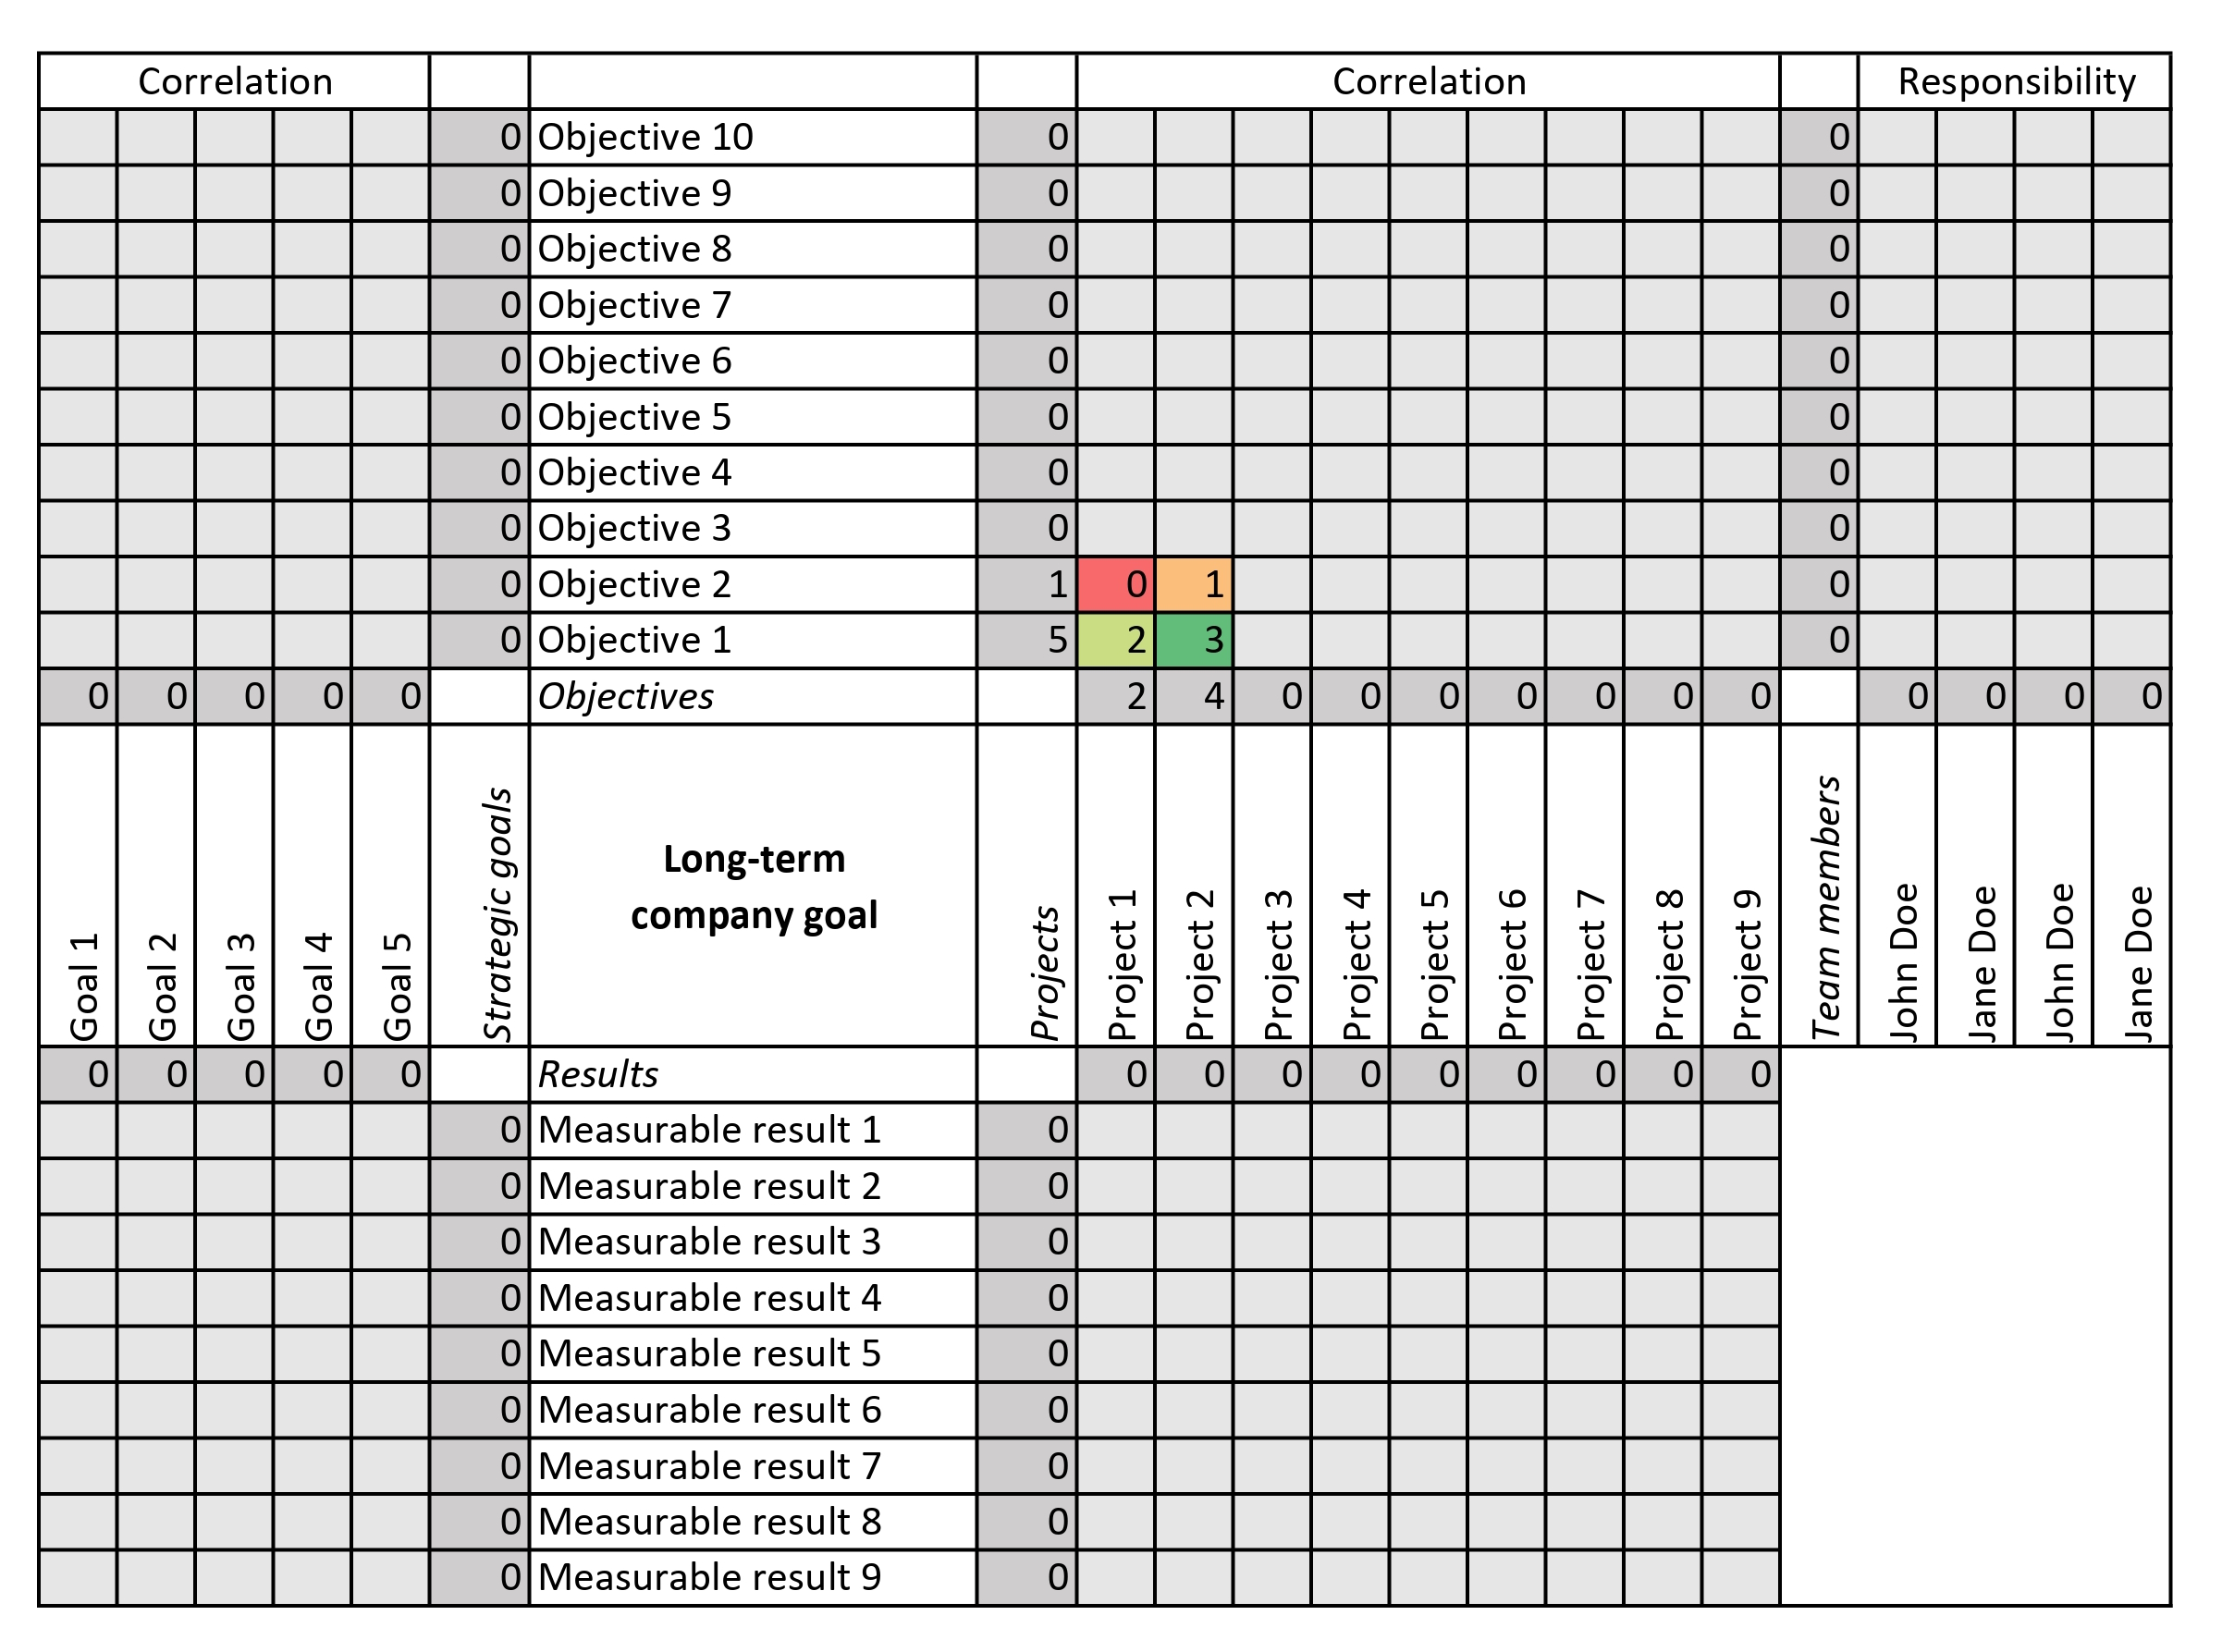 Correlation Correlation Responsibility
0 Objective 10 0 0
0 Objective 9 0 0
0 Objective 8 0 0
0 Objective 7 0 0
0 Objective 6 0 0
0 Objective 5 0 0
0 Objective 4 0 0
0 Objective 3 0 0
0 Objective 2 1 0 1 0
0 Objective 1 5 2 3 0
0 0 0 0 0 Objectives 2 4 0 0 0 0 0 0 0 0 0 0 0
Goal 1
Goal 2
Goal 3
Goal 4
Goal 5
Strategic goals
Long-term
company goal
Projects
Project 1
Project 2
Project 3
Project 4
Project 5
Project 6
Project 7
Project 8
Project 9
Team members
John Doe
Jane Doe
John Doe
Jane Doe
0 0 0 0 0 Results 0 0 0 0 0 0 0 0 0
0 Measurable result 1 0
0 Measurable result 2 0
0 Measurable result 3 0
0 Measurable result 4 0
0 Measurable result 5 0
0 Measurable result 6 0
0 Measurable result 7 0
0 Measurable result 8 0
0 Measurable result 9 0